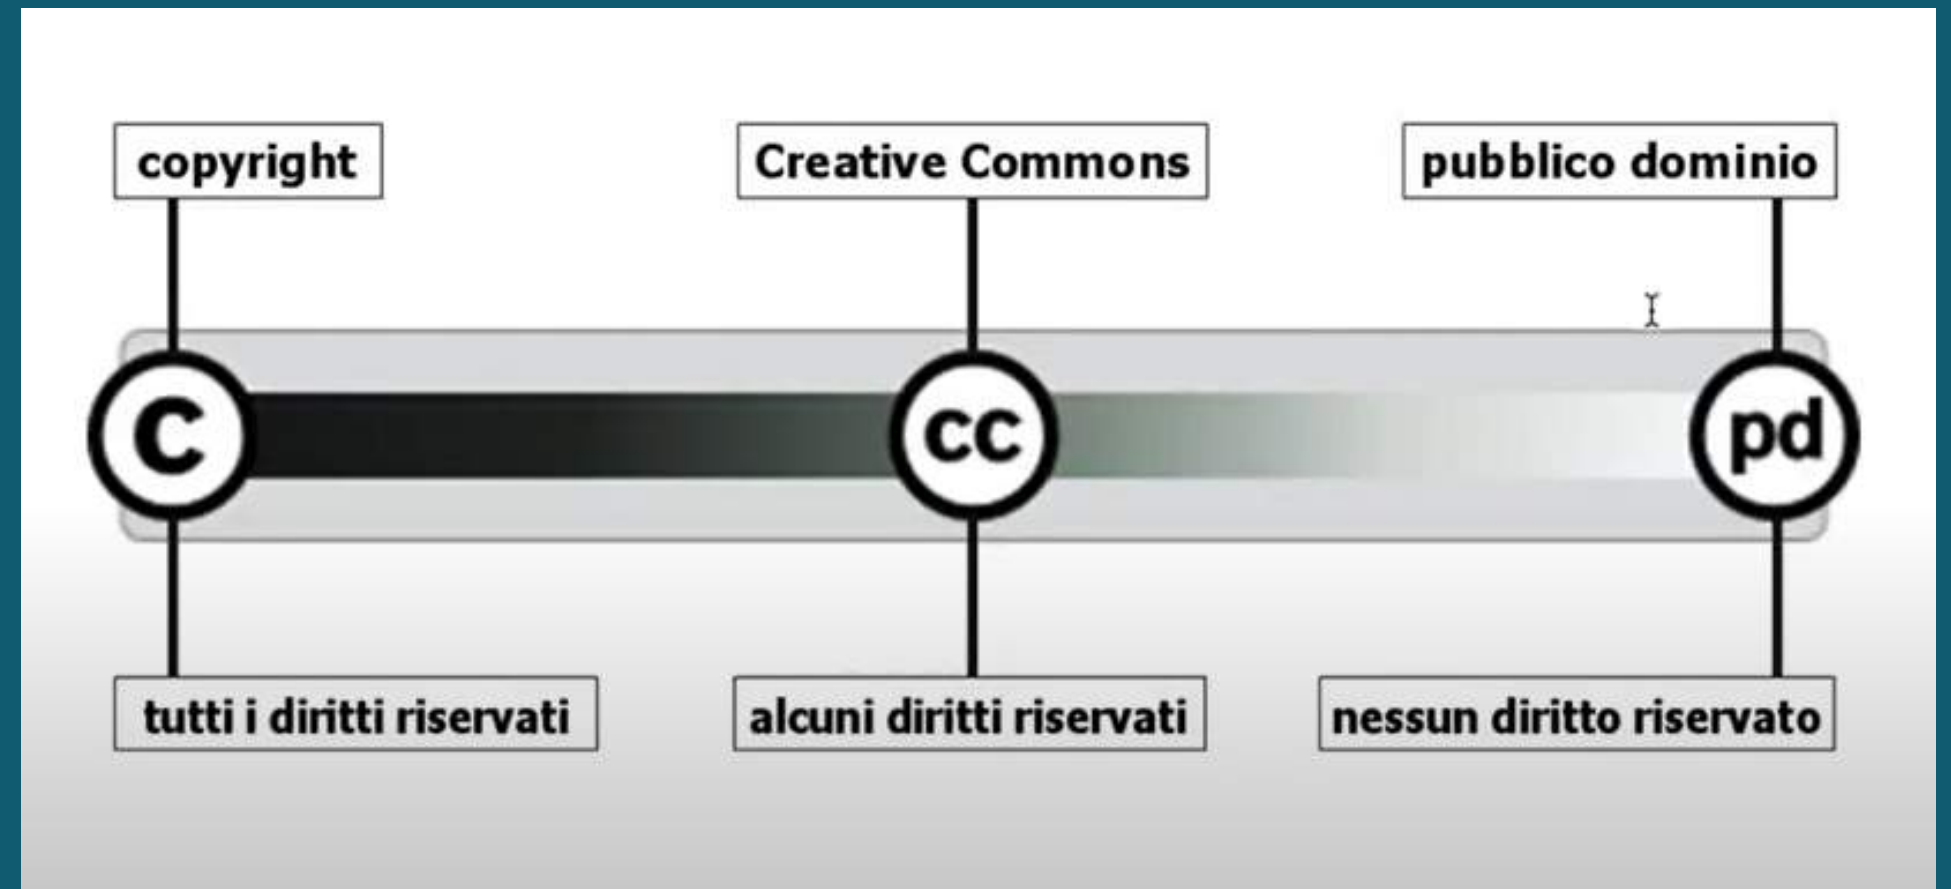 copyright
Creative Commons
pubblico dominio
C
cc
pd
tutti i diritti riservati
alcuni diritti riservati
nessun diritto riservato